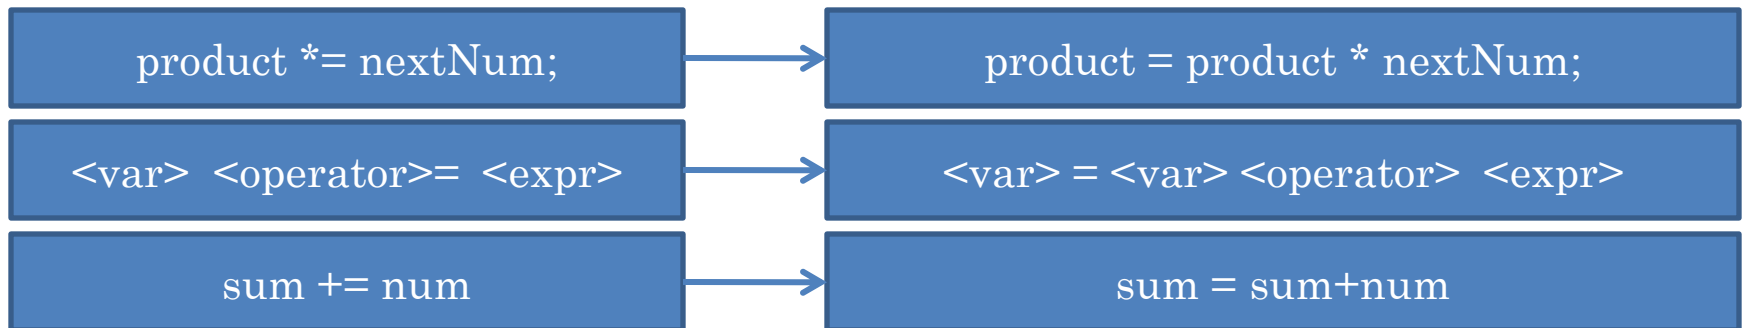 product *= nextNum;
product = product * nextNum;
<var> <operator>= <expr>
<var> = <var> <operator> <expr>
sum += num
sum = sum+num